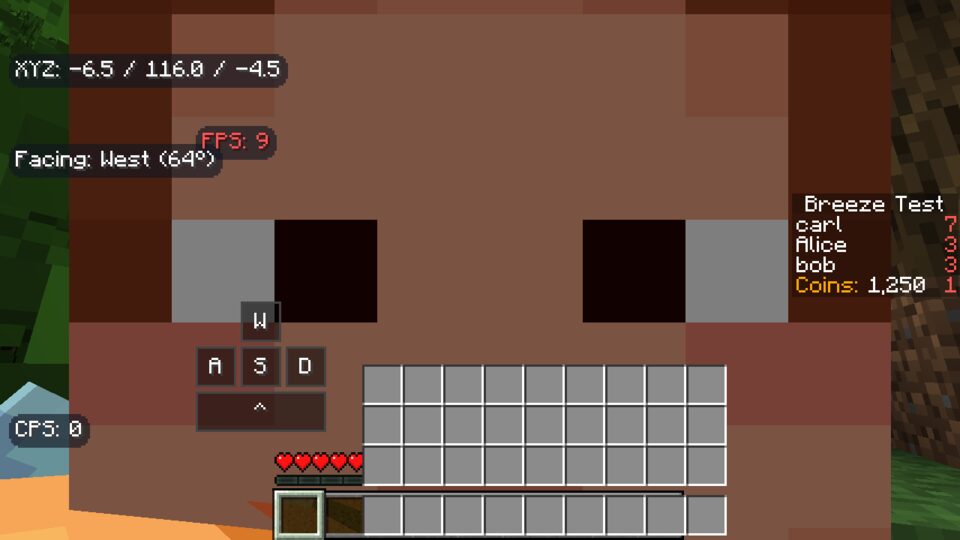 XYZ: -6.5 / 116.0 / -4.5
FPS: 9
Facing: West (64º)
Breeze Test
carl 7
Alice 3
bob 3
Coins: 1,250 1
W
A S D
^
CPS: 0